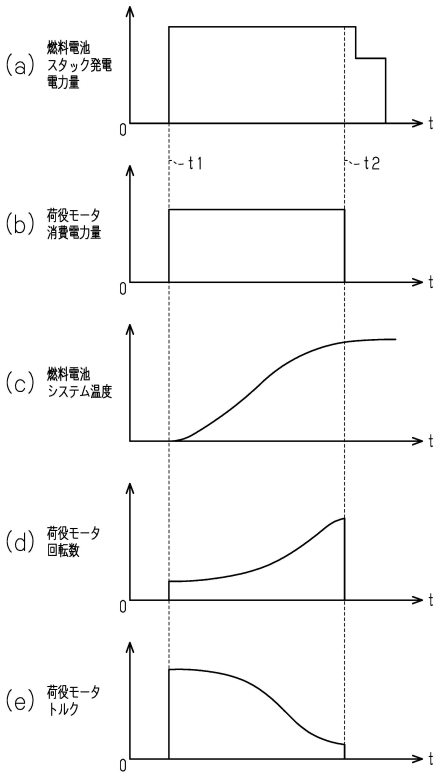 (a)
燃料電池
スタック発電
電力量
0
t
t1
t2
(b)
荷役モータ
消費電力量
0
t
(c)
燃料電池
システム温度
t
(d)
荷役モータ
回転数
0
t
(e)
荷役モータ
トルク
0
t